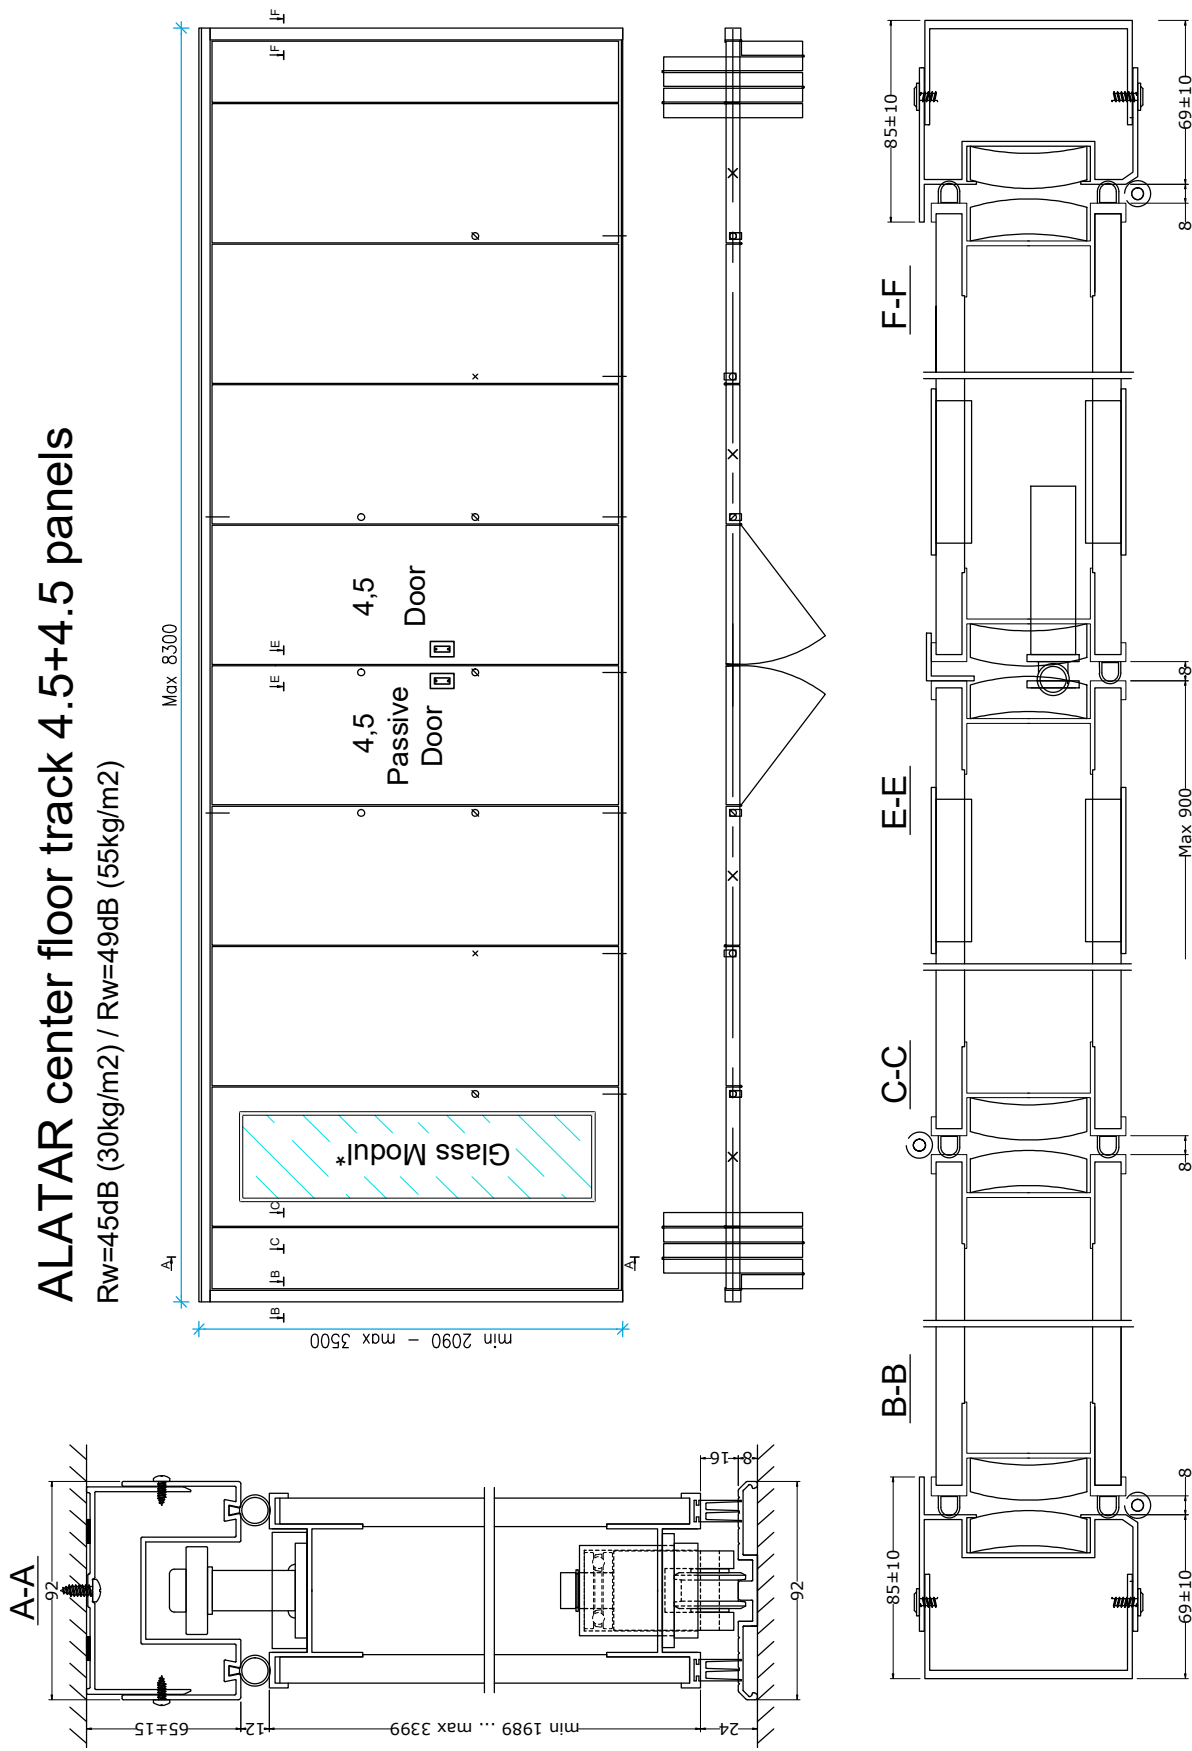 ALATAR center floor track 4.5+4.5 panels
Rw=45dB (30kg/m2) / Rw=49dB (55kg/m2)
Max 8300
min 2090 - max 3500
A
A
B
B
C
C
E
E
F
F
Glass Modul*
4,5
Passive
Door
4,5
Door
A-A
92
65±15
12
min 1989 ... max 3399
24
16
8
92
B-B
C-C
E-E
F-F
85±10
69±10
8
8
Max 900
8
8
85±10
69±10